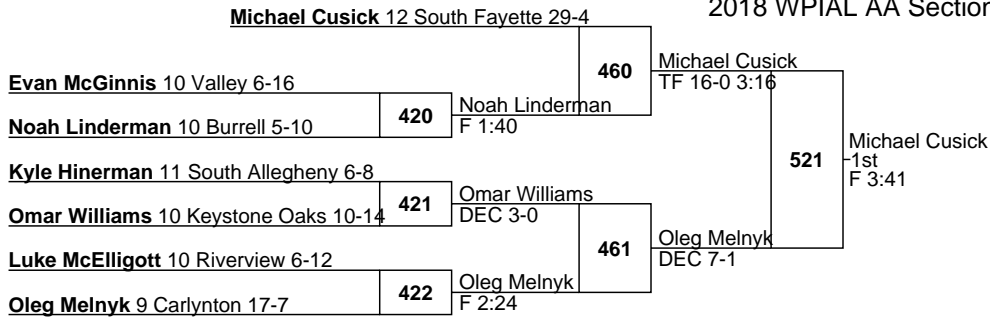 2018 WPIAL AA Section
Michael Cusick 12 South Fayette 29-4
460
Michael Cusick
TF 16-0 3:16
Evan McGinnis 10 Valley 6-16
420
Noah Linderman
F 1:40
Noah Linderman 10 Burrell 5-10
521
Michael Cusick
1st
F 3:41
Kyle Hinerman 11 South Allegheny 6-8
421
Omar Williams
DEC 3-0
Omar Williams 10 Keystone Oaks 10-14
461
Oleg Melnyk
DEC 7-1
Luke McElligott 10 Riverview 6-12
422
Oleg Melnyk
F 2:24
Oleg Melnyk 9 Carlynton 17-7